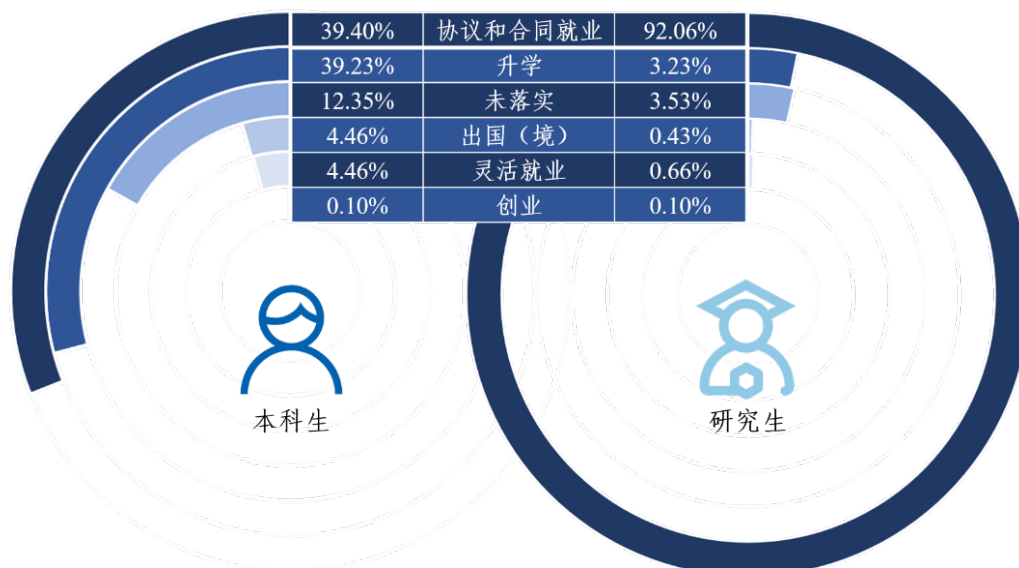 39.40% 协议和合同就业 92.06%
39.23% 升学 3.23%
12.35% 未落实 3.53%
4.46% 出国（境） 0.43%
4.46% 灵活就业 0.66%
0.10% 创业 0.10%
本科生 研究生